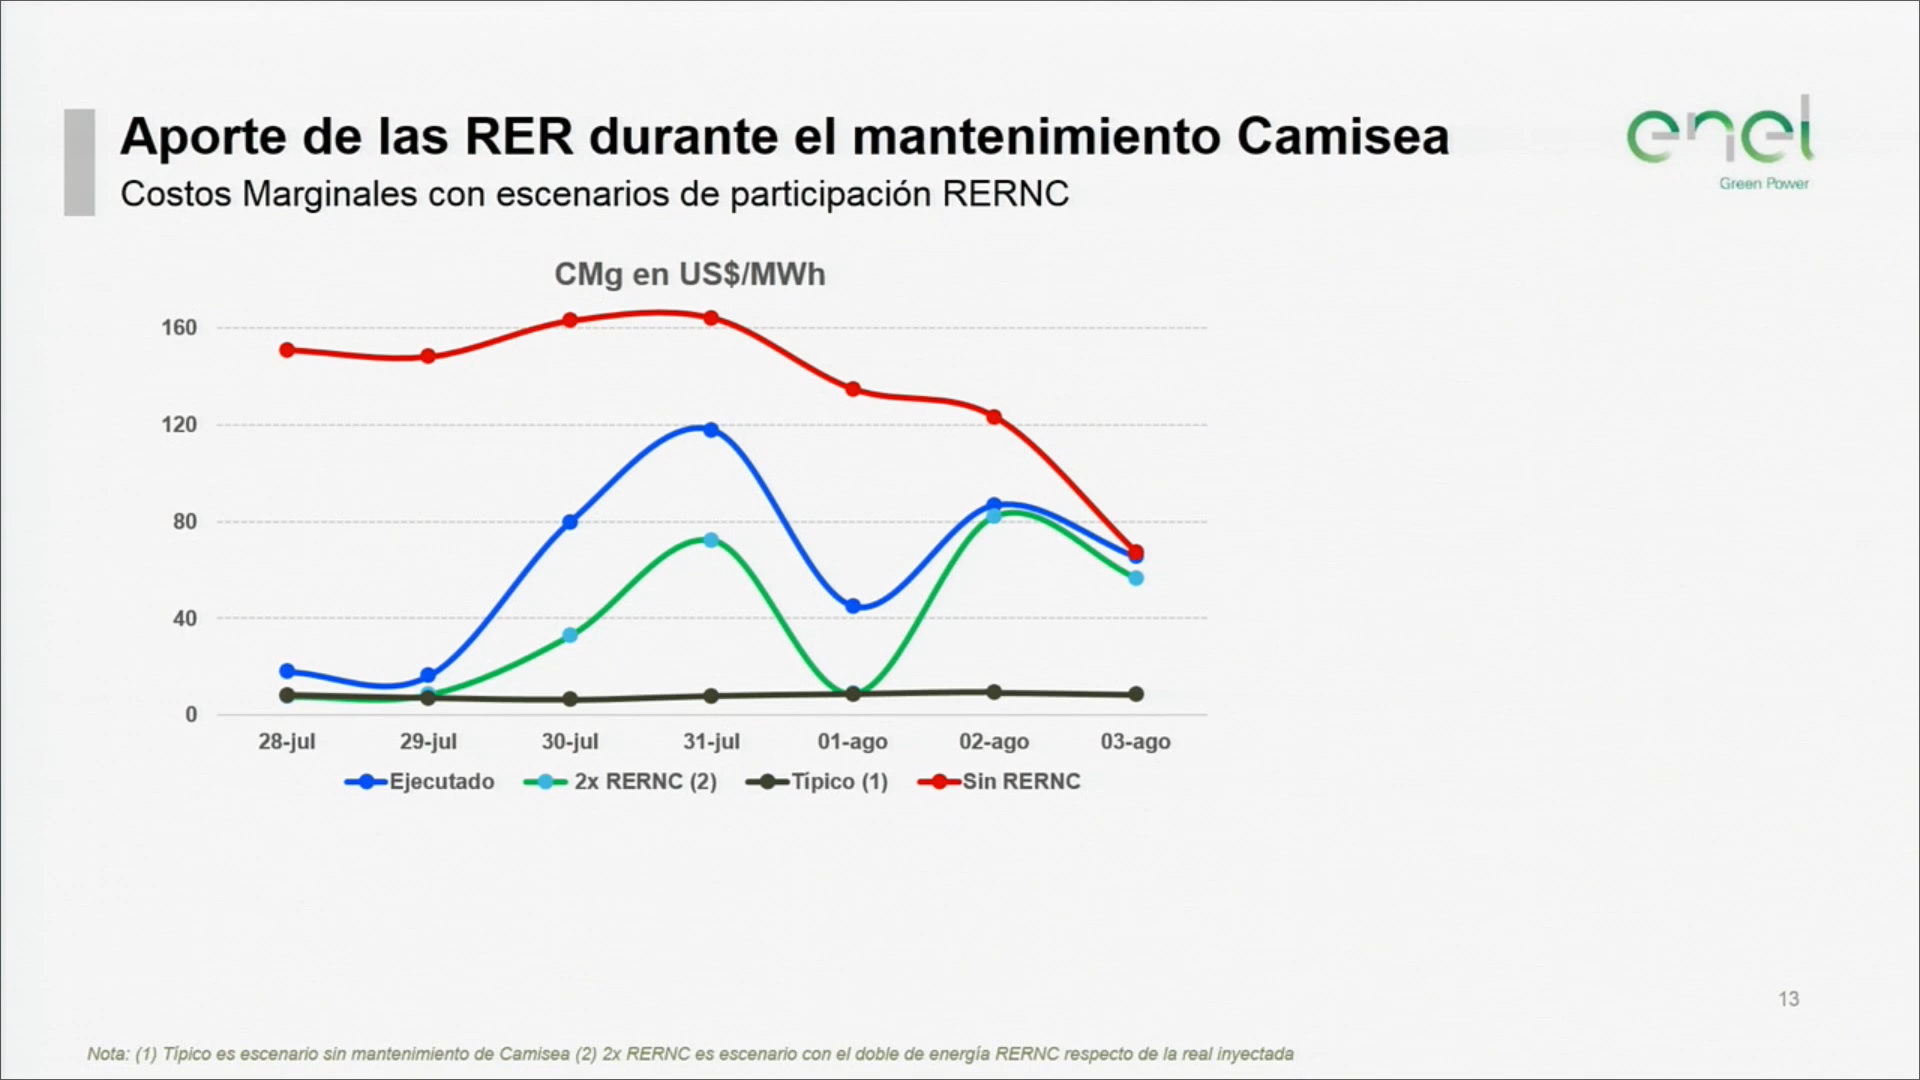 Aporte de las RER durante el mantenimiento Camisea
Costos Marginales con escenarios de participación RERNC
enel
Green Power
CMg en US$/MWh
160
120
80
40
0
28-jul 29-jul 30-jul 31-jul 01-ago 02-ago 03-ago
Ejecutado 2x RERNC (2) Típico (1) Sin RERNC
13
Nota: (1) Típico es escenario sin mantenimiento de Camisea (2) 2x RERNC es escenario con el doble de energía RERNC respecto de la real inyectada